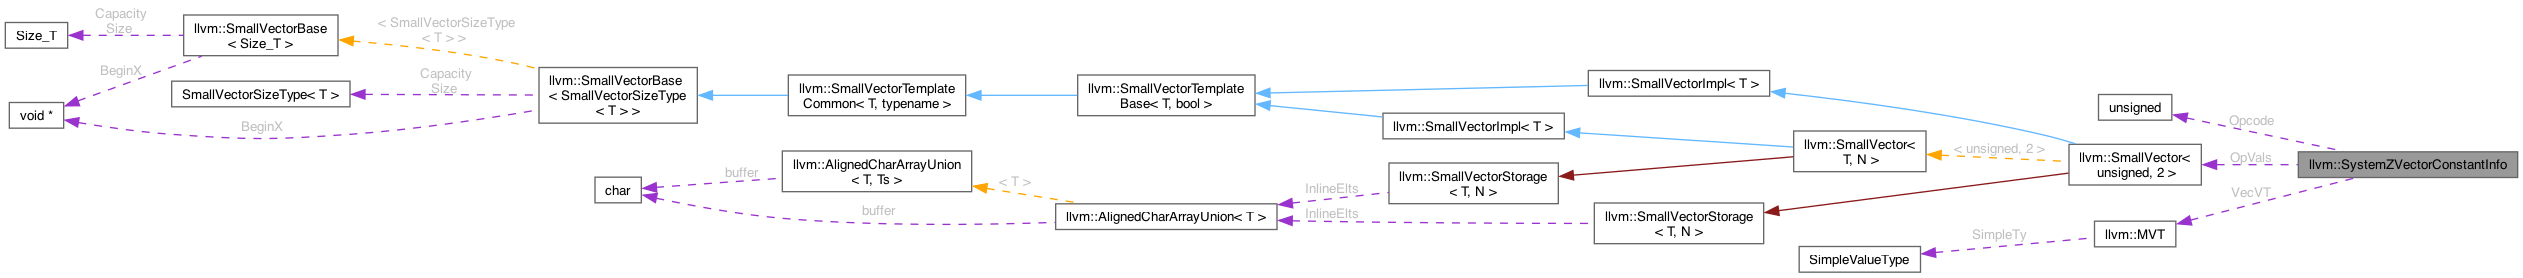 Size_T
Capacity
Size
llvm::SmallVectorBase
< Size_T >
BeginX
void *
SmallVectorSizeType< T >
< SmallVectorSizeType
< T > >
Capacity
Size
BeginX
llvm::SmallVectorBase
< SmallVectorSizeType
< T > >
llvm::SmallVectorTemplate
Common< T, typename >
llvm::SmallVectorTemplate
Base< T, bool >
llvm::SmallVectorImpl< T >
llvm::SmallVectorImpl< T >
char
buffer
buffer
llvm::AlignedCharArrayUnion
< T, Ts >
< T >
llvm::AlignedCharArrayUnion< T >
InlineElts
InlineElts
llvm::SmallVectorStorage
< T, N >
llvm::SmallVectorStorage
< T, N >
llvm::SmallVector<
T, N >
< unsigned, 2 >
llvm::SmallVector<
unsigned, 2 >
unsigned
Opcode
OpVals
VecVT
llvm::SystemZVectorConstantInfo
llvm::MVT
SimpleTy
SimpleValueType